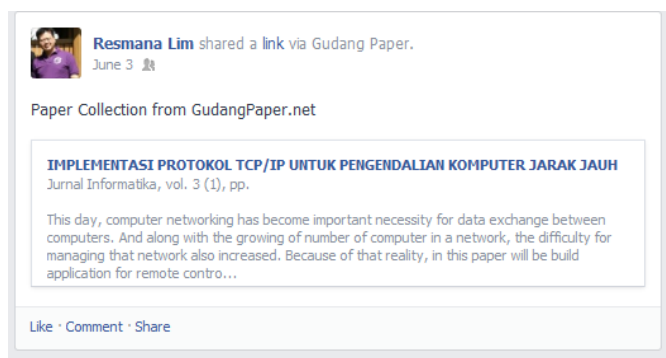 Resmana Lim shared a link via Gudang Paper.
June 3
Paper Collection from GudangPaper.net
IMPLEMENTASI PROTOKOL TCP/IP UNTUK PENGENDALIAN KOMPUTER JARAK JAUH
Jurnal Informatika, vol. 3 (1), pp.
This day, computer networking has become important necessity for data exchange between
computers. And along with the growing of number of computer in a network, the difficulty for
managing that network also increased. Because of that reality, in this paper will be build
application for remote contro...
Like · Comment · Share